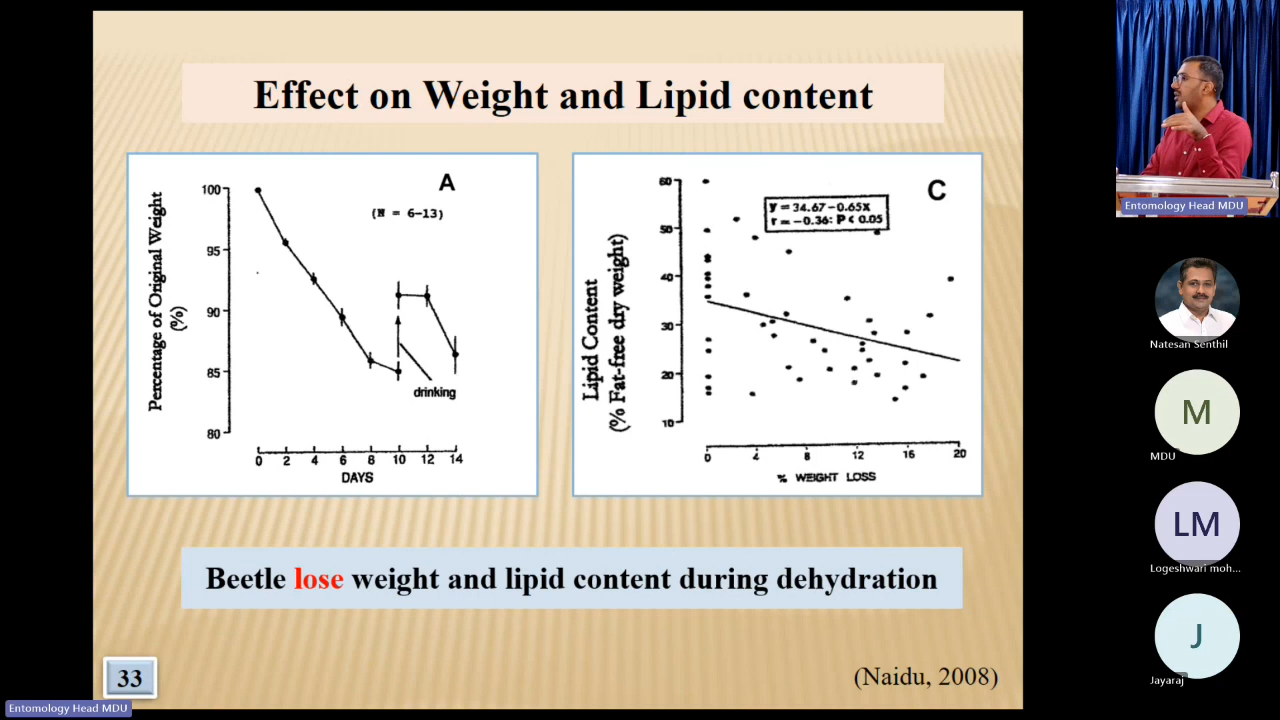 Effect on Weight and Lipid content
Percentage of Original Weight
(%)
A
(N = 6-13)
100
95
90
85
80
drinking
0 2 4 6 8 10 12 14
DAYS
Lipid Content
(% Fat-free dry weight)
C
y = 34.67-0.65x
r = -0.36: P < 0.05
60
50
40
30
20
10
0 4 8 12 16 20
% WEIGHT LOSS
Beetle lose weight and lipid content during dehydration
33
(Naidu, 2008)
Entomology Head MDU
Entomology Head MDU
Natesan Senthil
M
MDU
LM
Logeshwari moh...
J
Jayaraj